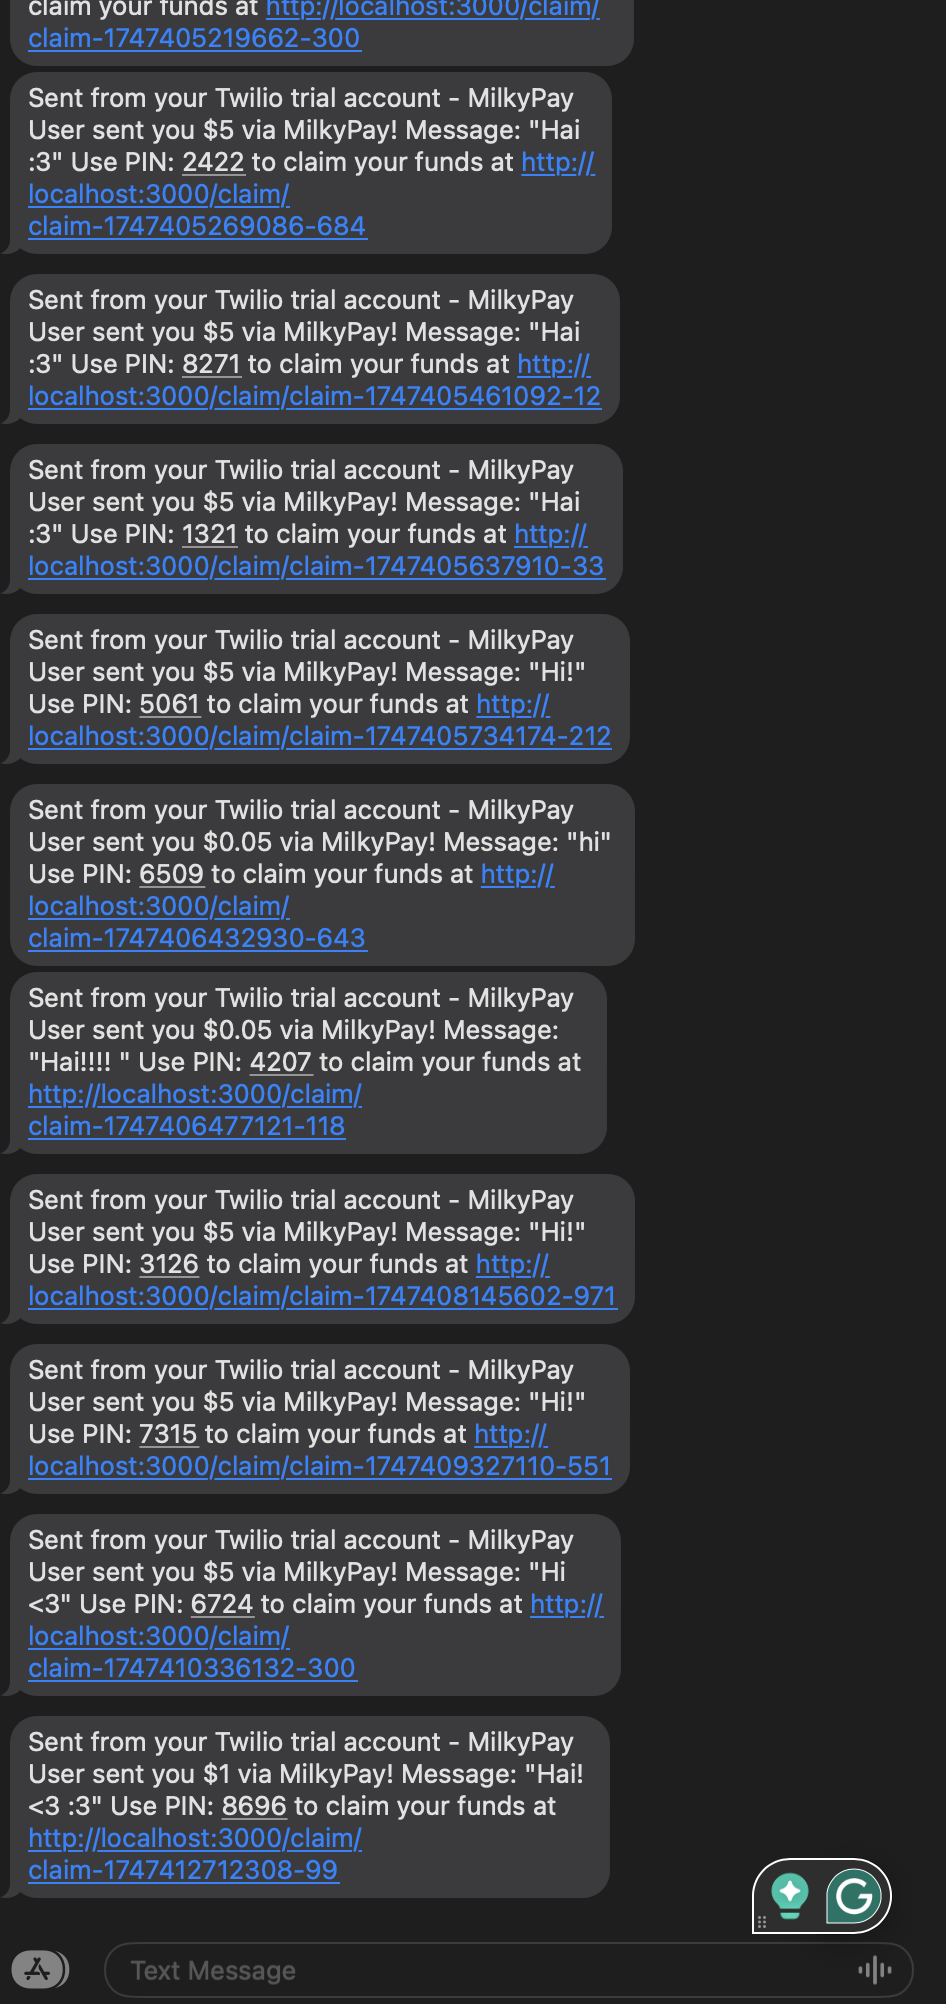 claim your funds at http://localhost:3000/claim/
claim-1747405219662-300
Sent from your Twilio trial account - MilkyPay
User sent you $5 via MilkyPay! Message: "Hai
:3" Use PIN: 2422 to claim your funds at http://
localhost:3000/claim/
claim-1747405269086-684
Sent from your Twilio trial account - MilkyPay
User sent you $5 via MilkyPay! Message: "Hai
:3" Use PIN: 8271 to claim your funds at http://
localhost:3000/claim/claim-1747405461092-12
Sent from your Twilio trial account - MilkyPay
User sent you $5 via MilkyPay! Message: "Hai
:3" Use PIN: 1321 to claim your funds at http://
localhost:3000/claim/claim-1747405637910-33
Sent from your Twilio trial account - MilkyPay
User sent you $5 via MilkyPay! Message: "Hi!"
Use PIN: 5061 to claim your funds at http://
localhost:3000/claim/claim-1747405734174-212
Sent from your Twilio trial account - MilkyPay
User sent you $0.05 via MilkyPay! Message: "hi"
Use PIN: 6509 to claim your funds at http://
localhost:3000/claim/
claim-1747406432930-643
Sent from your Twilio trial account - MilkyPay
User sent you $0.05 via MilkyPay! Message:
"Hai!!!! " Use PIN: 4207 to claim your funds at
http://localhost:3000/claim/
claim-1747406477121-118
Sent from your Twilio trial account - MilkyPay
User sent you $5 via MilkyPay! Message: "Hi!"
Use PIN: 3126 to claim your funds at http://
localhost:3000/claim/claim-1747408145602-971
Sent from your Twilio trial account - MilkyPay
User sent you $5 via MilkyPay! Message: "Hi!"
Use PIN: 7315 to claim your funds at http://
localhost:3000/claim/claim-1747409327110-551
Sent from your Twilio trial account - MilkyPay
User sent you $5 via MilkyPay! Message: "Hi
<3" Use PIN: 6724 to claim your funds at http://
localhost:3000/claim/
claim-1747410336132-300
Sent from your Twilio trial account - MilkyPay
User sent you $1 via MilkyPay! Message: "Hai!
<3 :3" Use PIN: 8696 to claim your funds at
http://localhost:3000/claim/
claim-1747412712308-99
G
Text Message